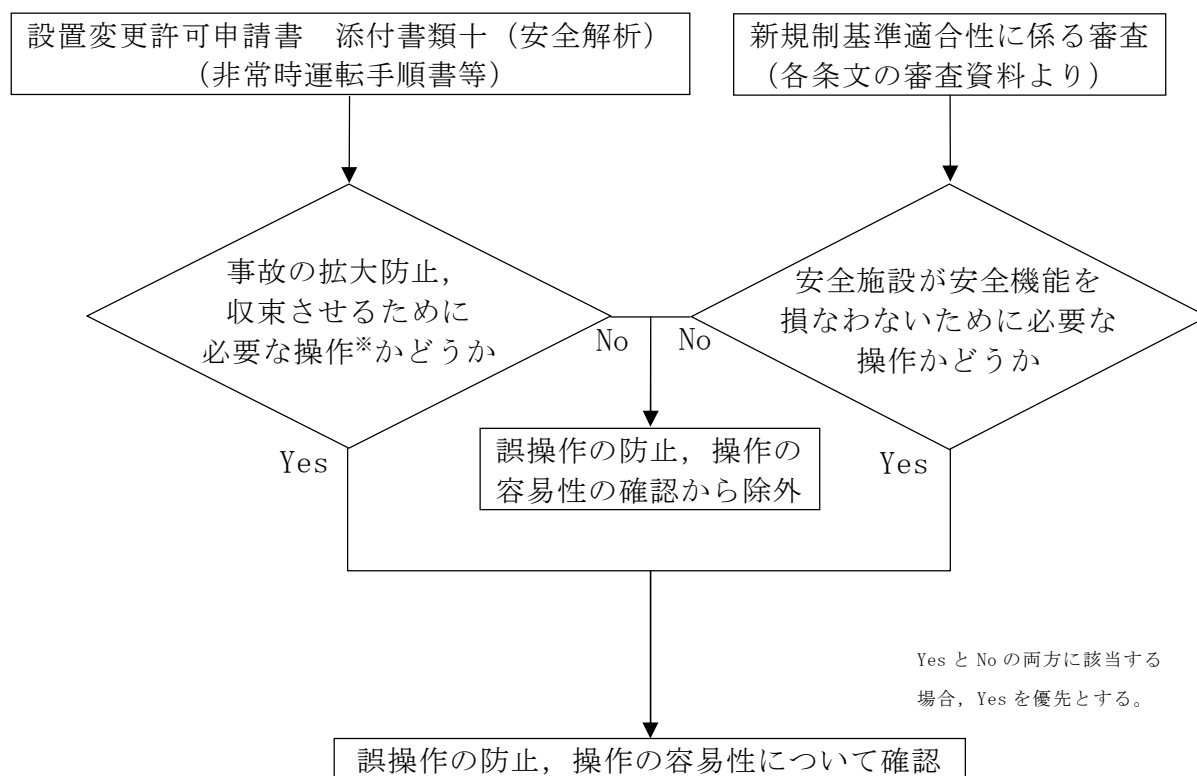 設置変更許可申請書　添付書類十（安全解析）
（非常時運転手順書等）
新規制基準適合性に係る審査
（各条文の審査資料より）
事故の拡大防止，
収束させるために
必要な操作※かどうか
安全施設が安全機能を
損なわないために必要な
操作かどうか
No
No
誤操作の防止，操作の
容易性の確認から除外
Yes
Yes
Yes と No の両方に該当する
場合，Yes を優先とする。
誤操作の防止，操作の容易性について確認